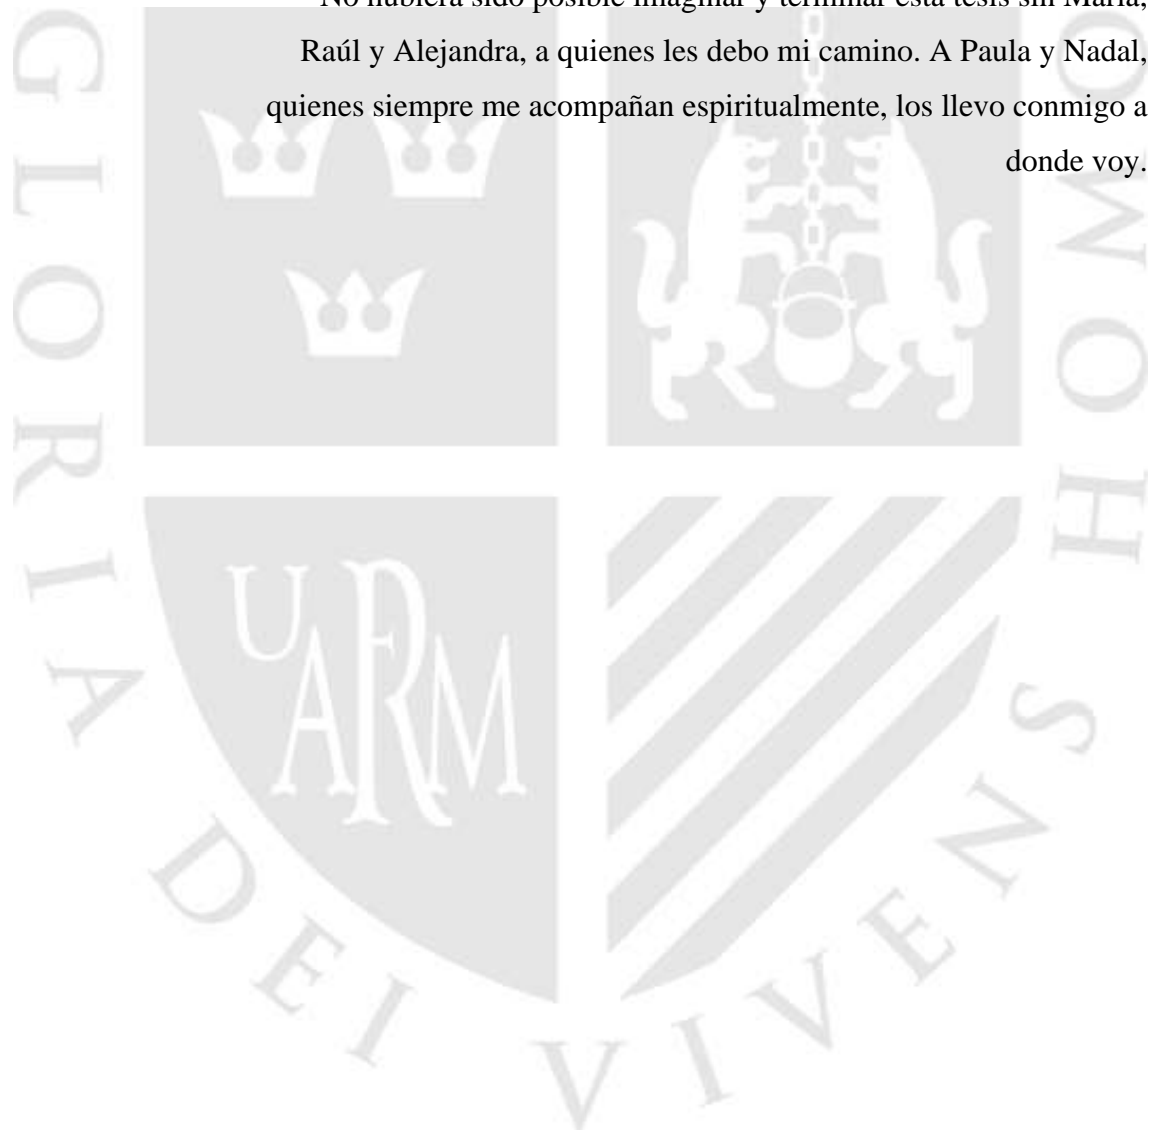 No hubiera sido posible imaginar y terminar esta tesis sin María,
Raúl y Alejandra, a quienes les debo mi camino. A Paula y Nadal,
quienes siempre me acompañan espiritualmente, los llevo conmigo a
donde voy.
GLORIA DEI VIVENS HOMO
UARM